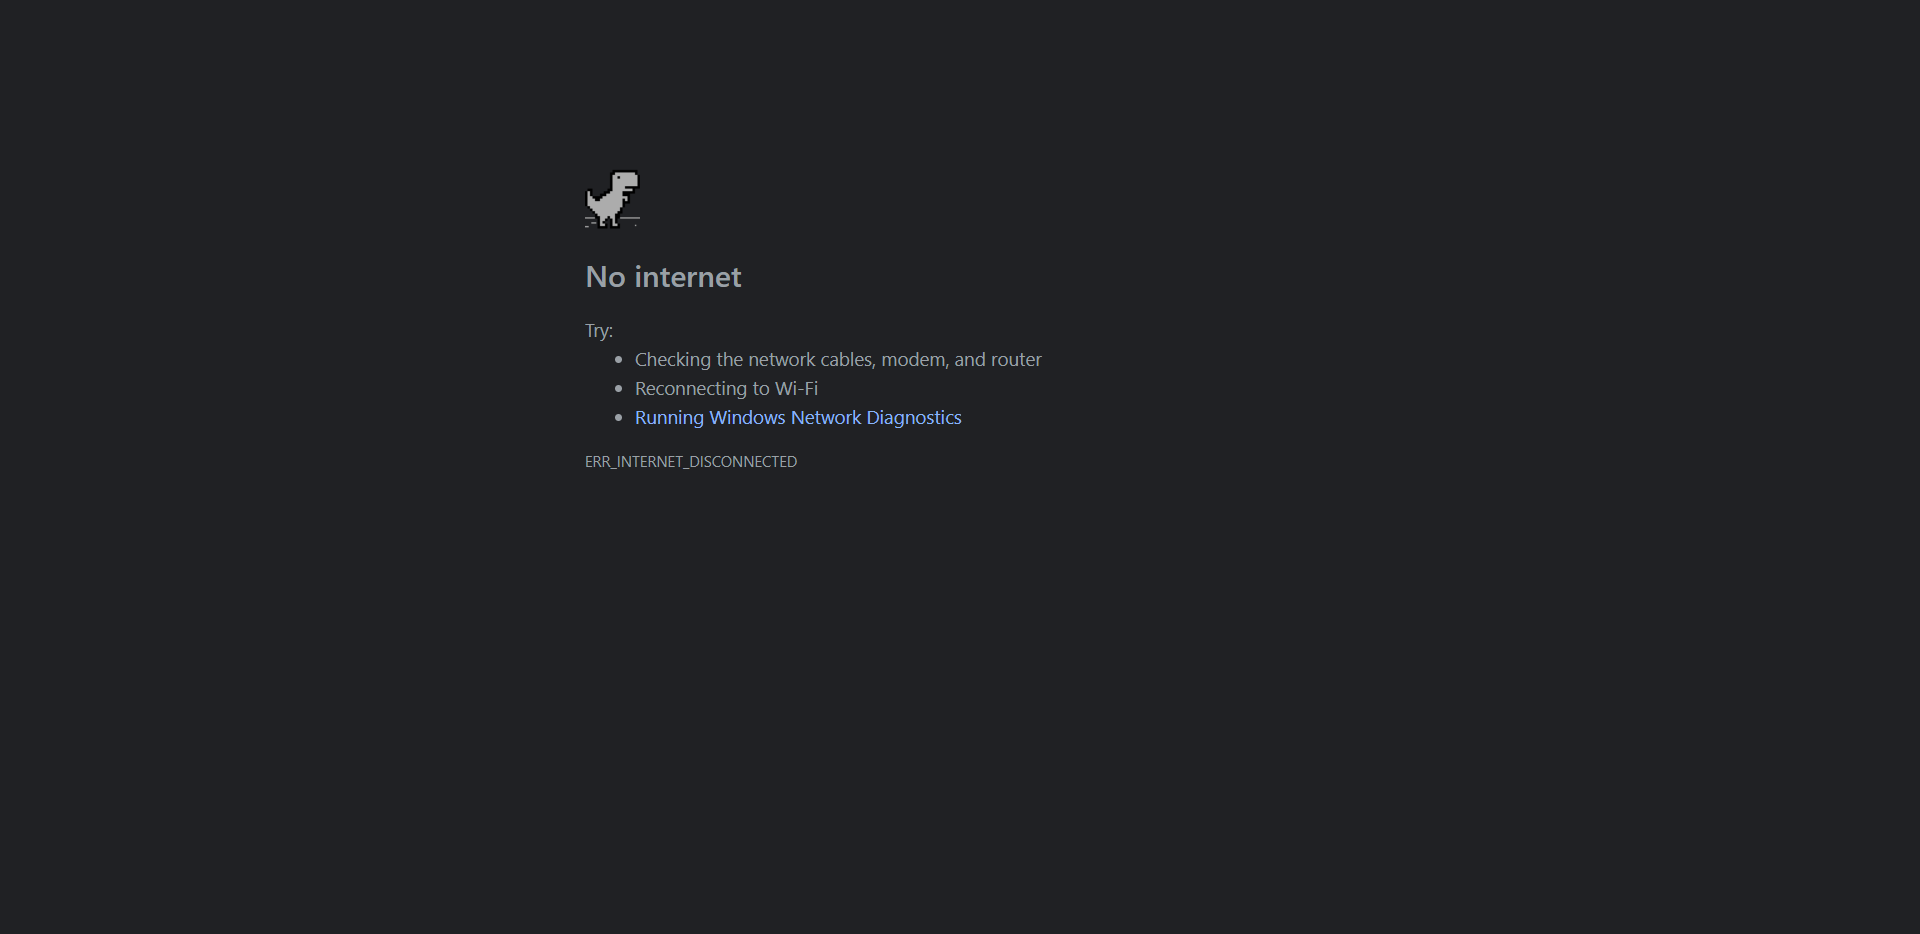 No internet
Try:
Checking the network cables, modem, and router
Reconnecting to Wi-Fi
Running Windows Network Diagnostics
ERR_INTERNET_DISCONNECTED